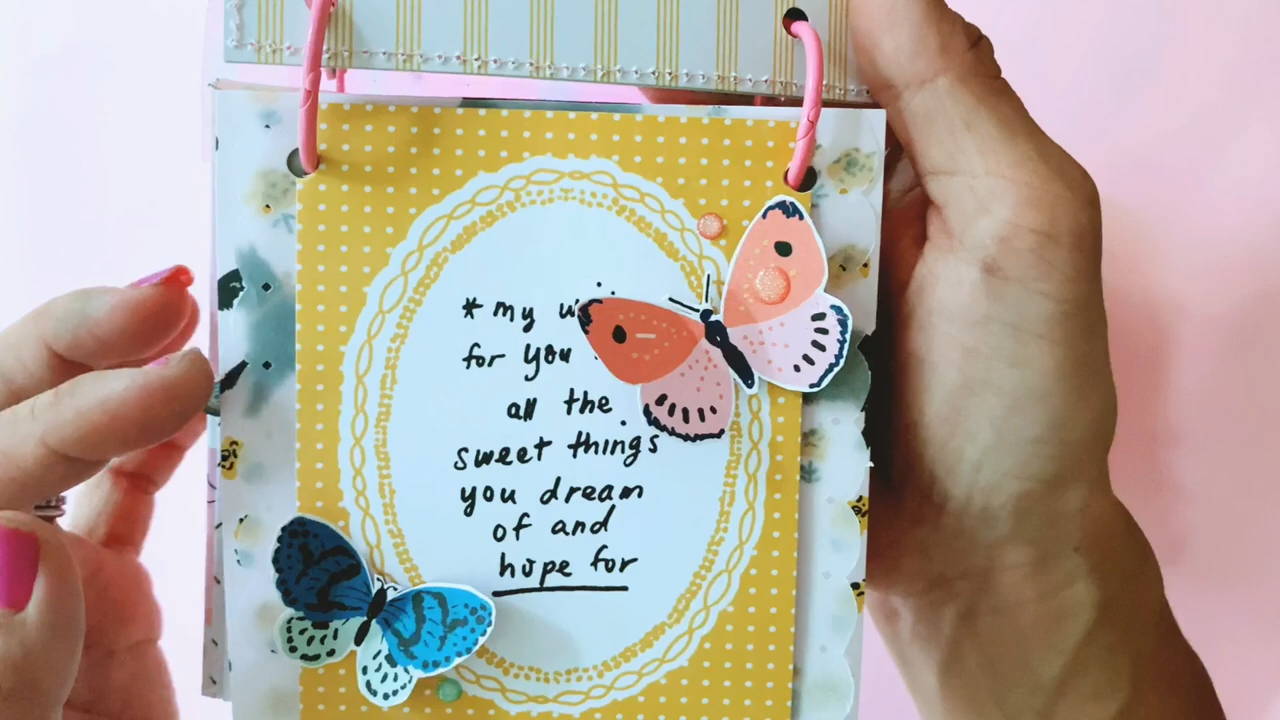 * my
for you
all the
sweet things
you dream
of and
hope for